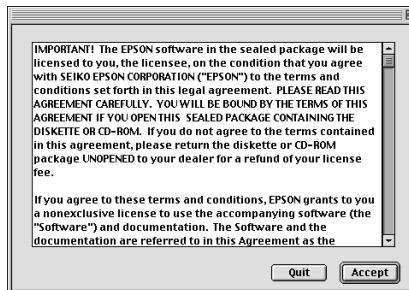 IMPORTANT! The EPSON software in the sealed package will be
licensed to you, the licensee, on the condition that you agree
with SEIKO EPSON CORPORATION ("EPSON") to the terms and
conditions set forth in this legal agreement. PLEASE READ THIS
AGREEMENT CAREFULLY. YOU WILL BE BOUND BY THE TERMS OF THIS
AGREEMENT IF YOU OPEN THIS SEALED PACKAGE CONTAINING THE
DISKETTE OR CD-ROM. If you do not agree to the terms contained
in this agreement, please return the diskette or CD-ROM
package UNOPENED to your dealer for a refund of your license
fee.
If you agree to these terms and conditions, EPSON grants to you
a nonexclusive license to use the accompanying software (the
"Software") and documentation. The Software and the
documentation are referred to in this Agreement as the
Quit Accept